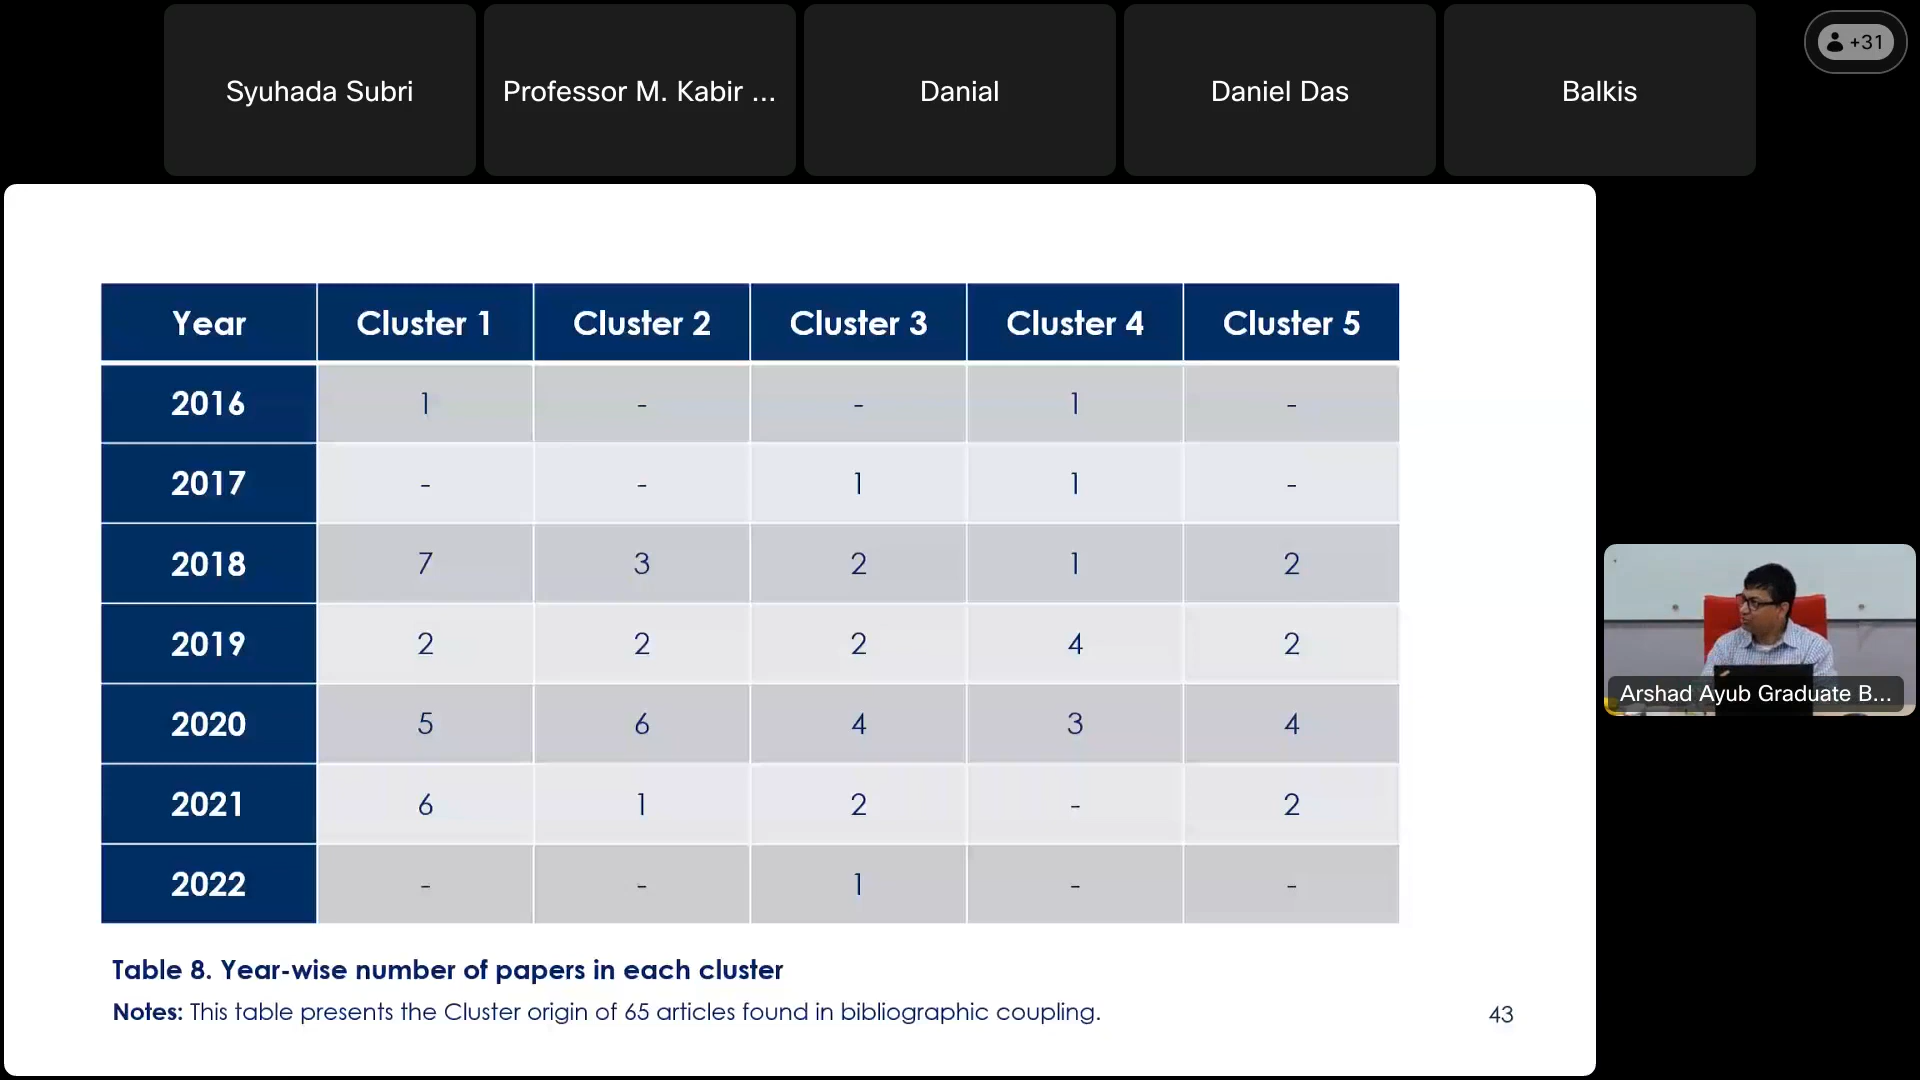 Syuhada Subri
Professor M. Kabir ...
Danial
Daniel Das
Balkis
+31
Year Cluster 1 Cluster 2 Cluster 3 Cluster 4 Cluster 5
2016 1 - - 1 -
2017 - - 1 1 -
2018 7 3 2 1 2
2019 2 2 2 4 2
2020 5 6 4 3 4
2021 6 1 2 - 2
2022 - - 1 - -
Table 8. Year-wise number of papers in each cluster
Notes: This table presents the Cluster origin of 65 articles found in bibliographic coupling.
43
Arshad Ayub Graduate B...